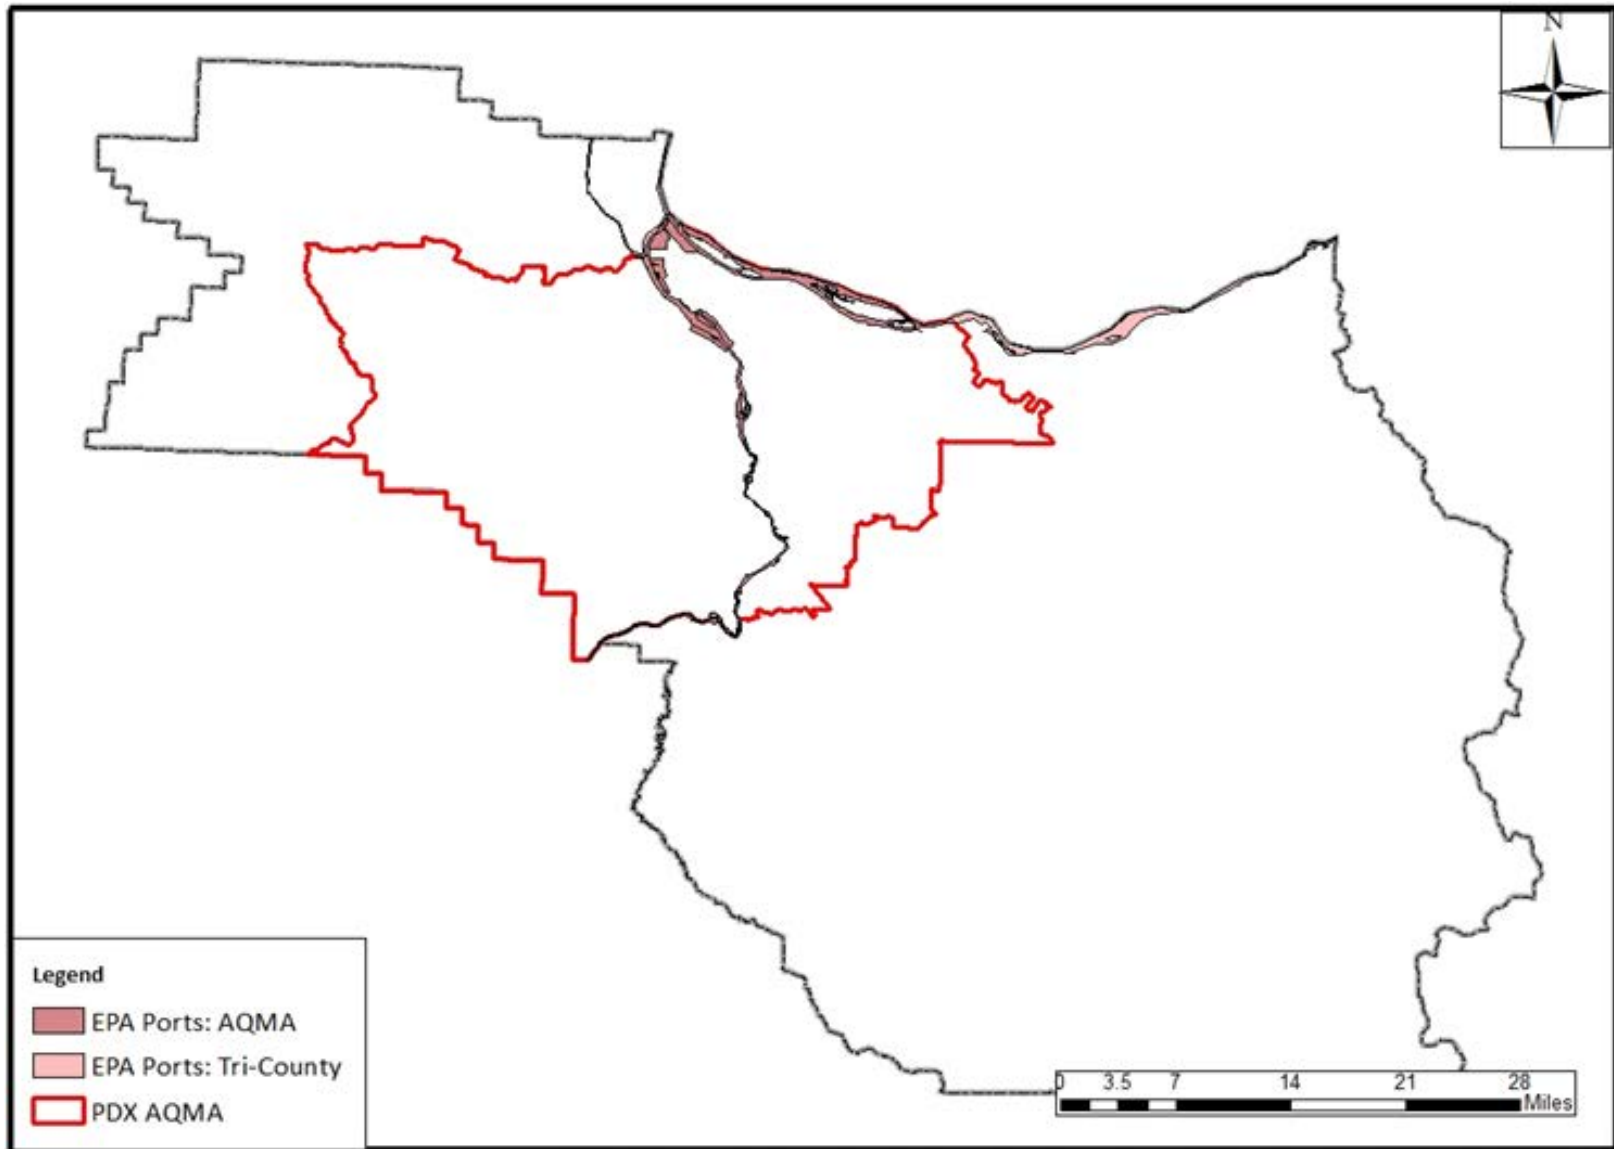 N
Legend
EPA Ports: AQMA
EPA Ports: Tri-County
PDX AQMA
0 3.5 7 14 21 28
Miles